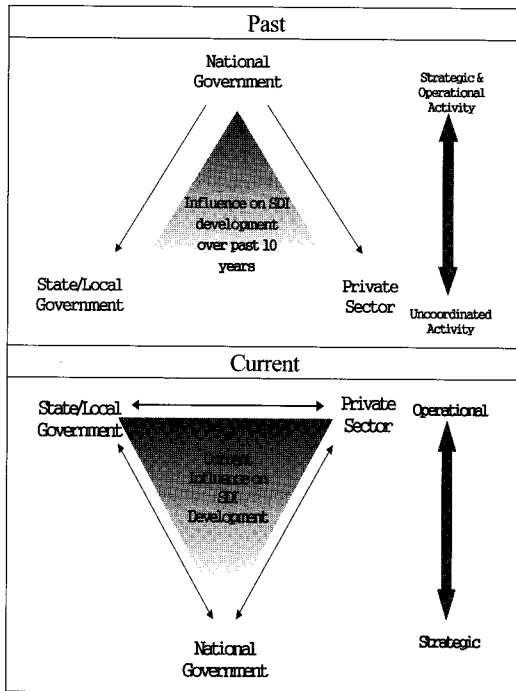 Past
National
Government
Strategic &
Operational
Activity
Influence on SDI
development
over past 10
years
State/Local
Government
Private
Sector
Uncoordinated
Activity
Current
State/Local
Government
Private
Sector
Operational
Current
Influence on
SDI
Development
National
Government
Strategic